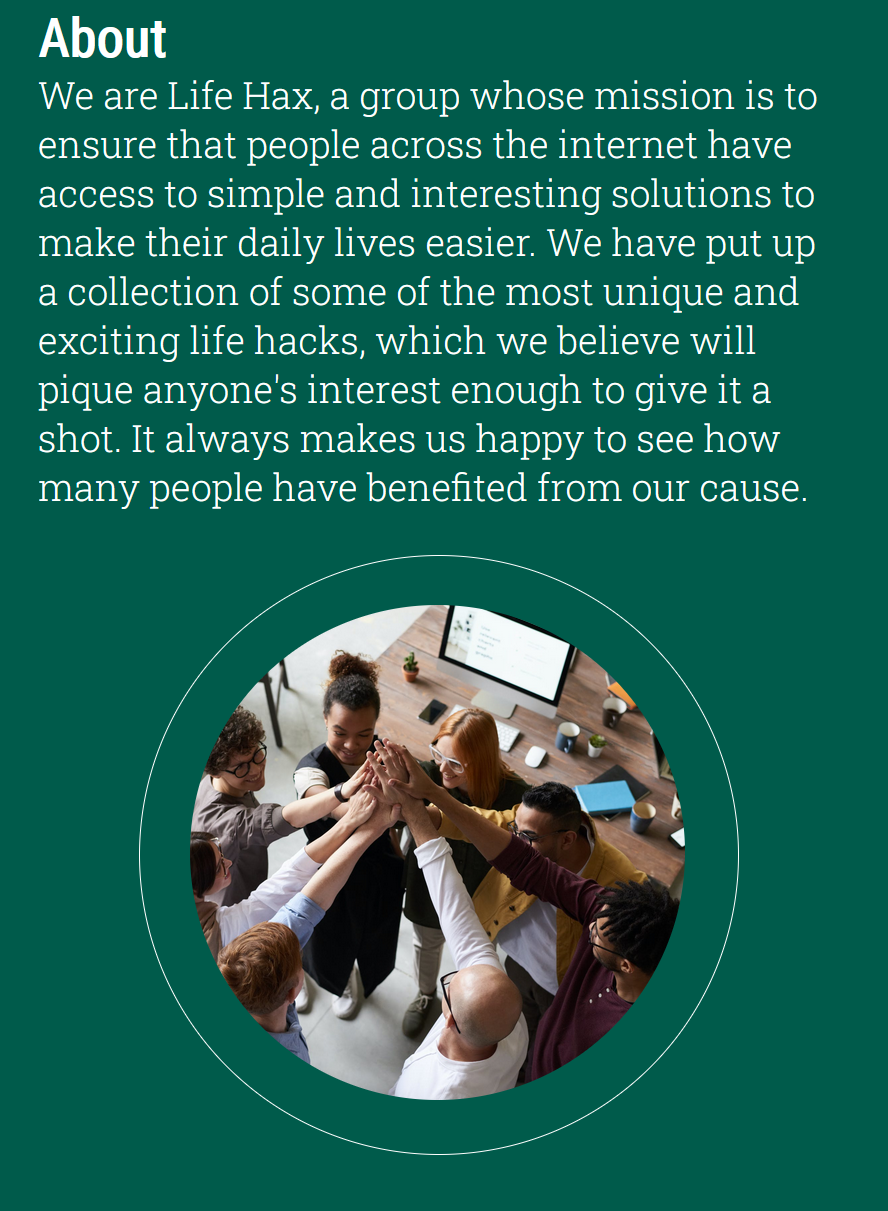 About
We are Life Hax, a group whose mission is to
ensure that people across the internet have
access to simple and interesting solutions to
make their daily lives easier. We have put up
a collection of some of the most unique and
exciting life hacks, which we believe will
pique anyone's interest enough to give it a
shot. It always makes us happy to see how
many people have benefited from our cause.